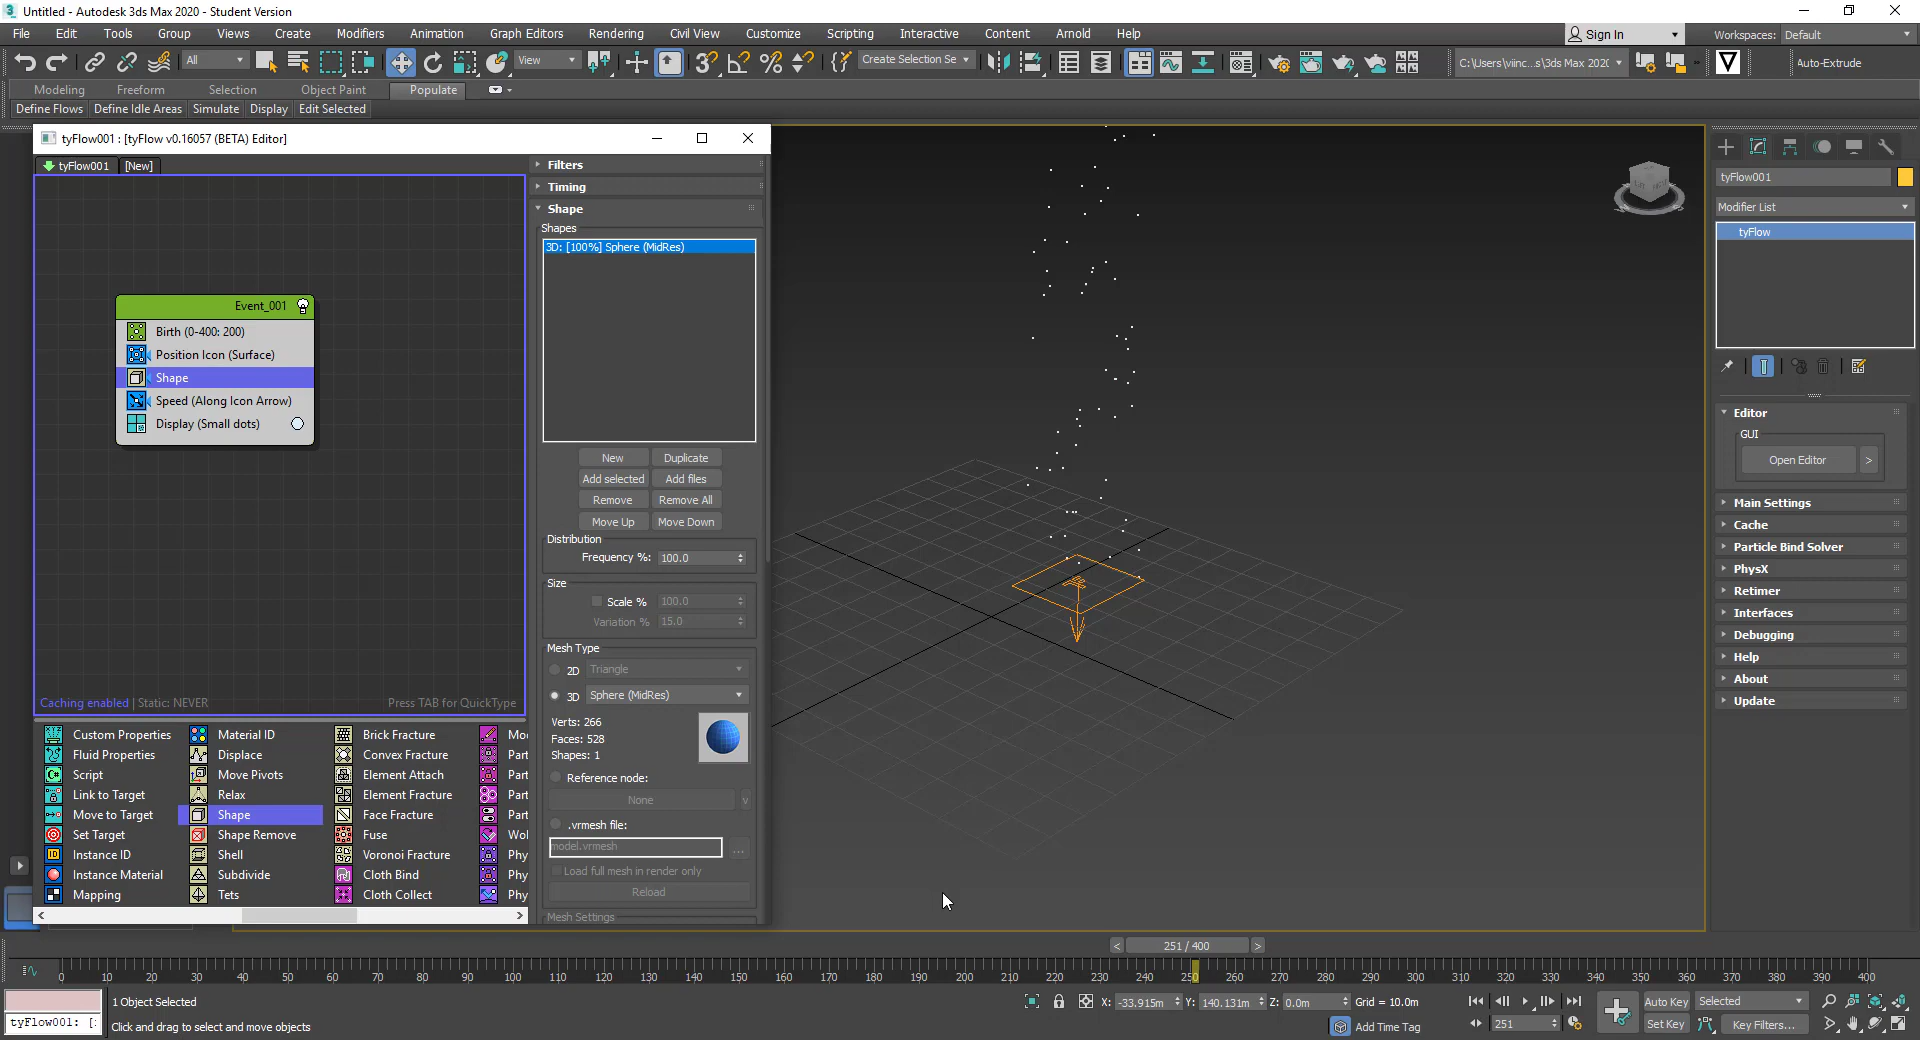 Untitled - Autodesk 3ds Max 2020 - Student Version
File Edit Tools Group Views Create Modifiers Animation Graph Editors Rendering Civil View Customize Scripting Interactive Content Arnold Help Sign In Workspaces: Default
All View Create Selection Se C:\Users\viinc...s\3ds Max 202( Auto-Extrude
Modeling Freeform Selection Object Paint Populate
Define Flows Define Idle Areas Simulate Display Edit Selected
tyFlow001 : [tyFlow v0.16057 (BETA) Editor]
tyFlow001 [New]
Event_001
Birth (0-400: 200)
Position Icon (Surface)
Shape
Speed (Along Icon Arrow)
Display (Small dots)
Caching enabled | Static: NEVER Press TAB for QuickType
Custom Properties Material ID Brick Fracture Mo
Fluid Properties Displace Convex Fracture Part
Script Move Pivots Element Attach Part
Link to Target Relax Element Fracture Part
Move to Target Shape Face Fracture Part
Set Target Shape Remove Fuse Wol
Instance ID Shell Voronoi Fracture Phy
Instance Material Subdivide Cloth Bind Phy
Mapping Tets Cloth Collect Phy
Filters
Timing
Shape
Shapes
3D: [100%] Sphere (MidRes)
New Duplicate
Add selected Add files
Remove Remove All
Move Up Move Down
Distribution
Frequency %: 100.0
Size
Scale % 100.0
Variation % 15.0
Mesh Type
2D Triangle
3D Sphere (MidRes)
Verts: 266
Faces: 528
Shapes: 1
Reference node:
None v
.vrmesh file:
model.vrmesh ...
Load full mesh in render only
Reload
Mesh Settings
tyFlow001
Modifier List
tyFlow
Editor
GUI
Open Editor >
Main Settings
Cache
Particle Bind Solver
PhysX
Retimer
Interfaces
Debugging
Help
About
Update
< 251 / 400 >
0 10 20 30 40 50 60 70 80 90 100 110 120 130 140 150 160 170 180 190 200 210 220 230 240 250 260 270 280 290 300 310 320 330 340 350 360 370 380 390 400
1 Object Selected X: -33.915m Y: 140.131m Z: 0.0m Grid = 10.0m Auto Key Selected
tyFlow001: [: Click and drag to select and move objects Add Time Tag 251 Set Key Key Filters...